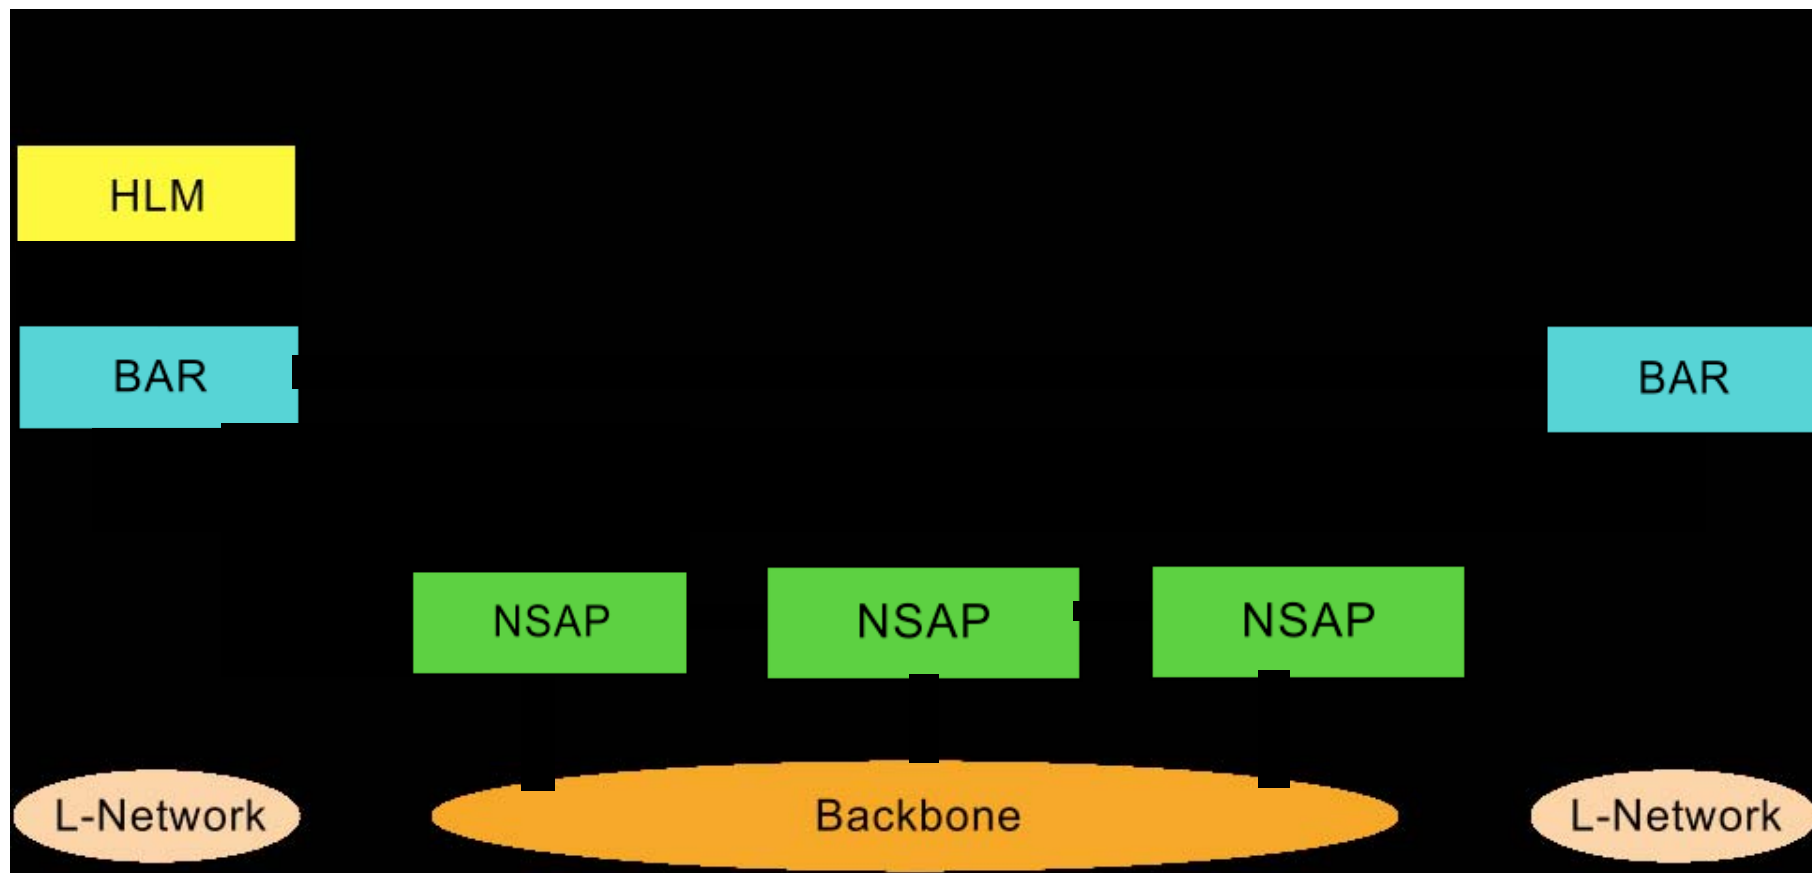 HLM
BAR
BAR
NSAP
NSAP
NSAP
L-Network
Backbone
L-Network